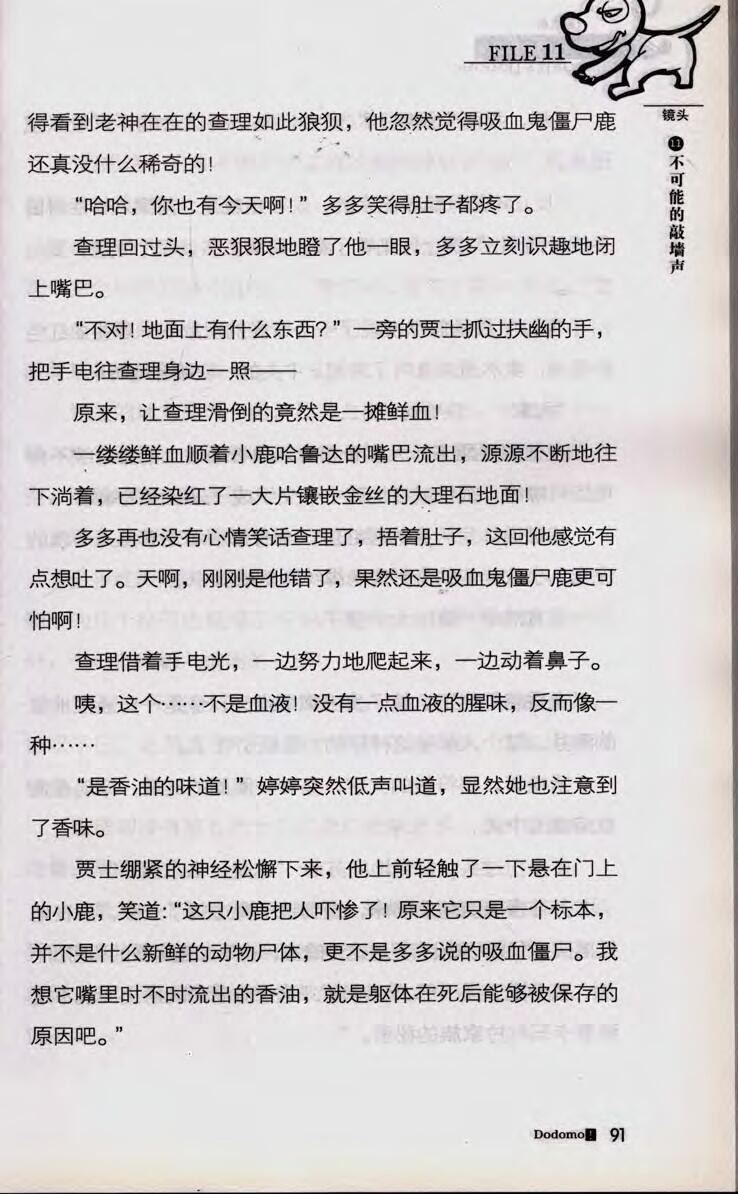 FILE 11
镜头
⑪不可能的敲墙声
得看到老神在在的查理如此狼狈，他忽然觉得吸血鬼僵尸鹿
还真没什么稀奇的！
“哈哈，你也有今天啊！”多多笑得肚子都疼了。
查理回过头，恶狠狠地瞪了他一眼，多多立刻识趣地闭
上嘴巴。
“不对！地面上有什么东西？”一旁的贾士抓过扶幽的手，
把手电往查理身边一照——
原来，让查理滑倒的竟然是一摊鲜血！
一缕缕鲜血顺着小鹿哈鲁达的嘴巴流出，源源不断地往
下淌着，已经染红了一大片镶嵌金丝的大理石地面！
多多再也没有心情笑话查理了，捂着肚子，这回他感觉有
点想吐了。天啊，刚刚是他错了，果然还是吸血鬼僵尸鹿更可
怕啊！
查理借着手电光，一边努力地爬起来，一边动着鼻子。
咦，这个……不是血液！没有一点血液的腥味，反而像一
种……
“是香油的味道！”婷婷突然低声叫道，显然她也注意到
了香味。
贾士绷紧的神经松懈下来，他上前轻触了一下悬在门上
的小鹿，笑道：“这只小鹿把人吓惨了！原来它只是一个标本，
并不是什么新鲜的动物尸体，更不是多多说的吸血僵尸。我
想它嘴里时不时流出的香油，就是躯体在死后能够被保存的
原因吧。”
Dodomo! 91